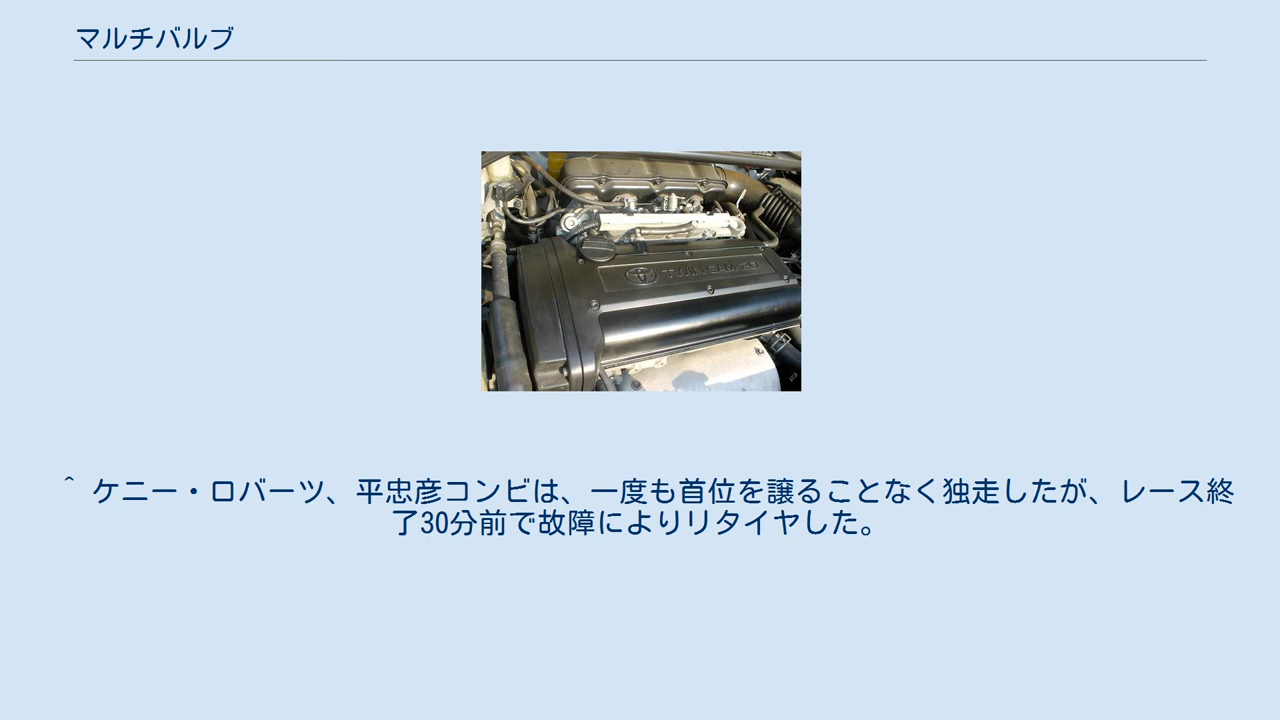 マルチバルブ
TWIN CAM 20
^ ケニー・ロバーツ、平忠彦コンビは、一度も首位を譲ることなく独走したが、レース終
了30分前で故障によりリタイヤした。